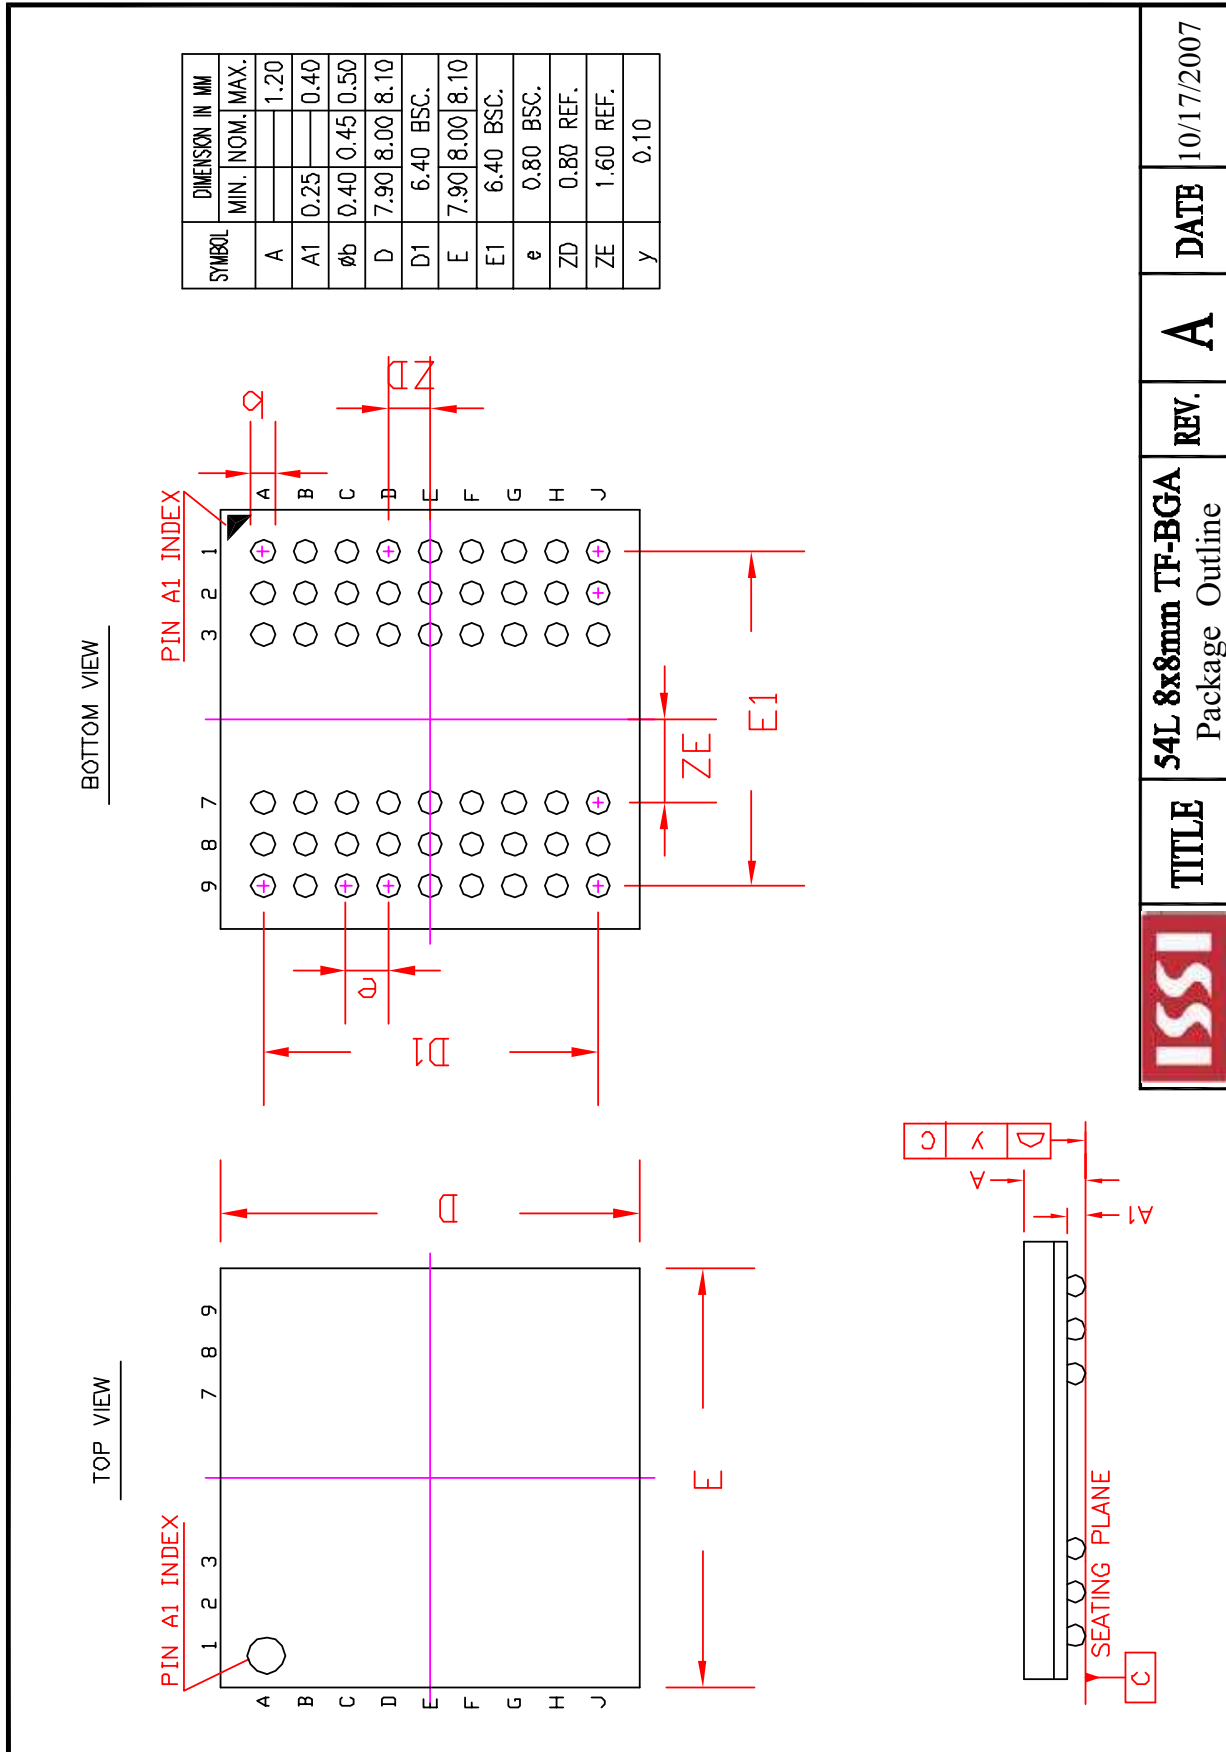 TOP VIEW
PIN A1 INDEX
1 2 3 7 8 9
A
B
C
D
E
F
G
H
J
D
E
BOTTOM VIEW
PIN A1 INDEX
9 8 7 3 2 1
A
B
C
D
E
F
G
H
J
b
e
D1
ZD
ZE
E1
SYMBOL DIMENSION IN MM
MIN. NOM. MAX.
A 1.20
A1 0.25 0.40
øb 0.40 0.45 0.50
D 7.90 8.00 8.10
D1 6.40 BSC.
E 7.90 8.00 8.10
E1 6.40 BSC.
e 0.80 BSC.
ZD 0.80 REF.
ZE 1.60 REF.
y 0.10
C y
A
A1
SEATING PLANE
C
ISSI
TITLE
54L 8x8mm TF-BGA
Package Outline
REV.
A
DATE
10/17/2007